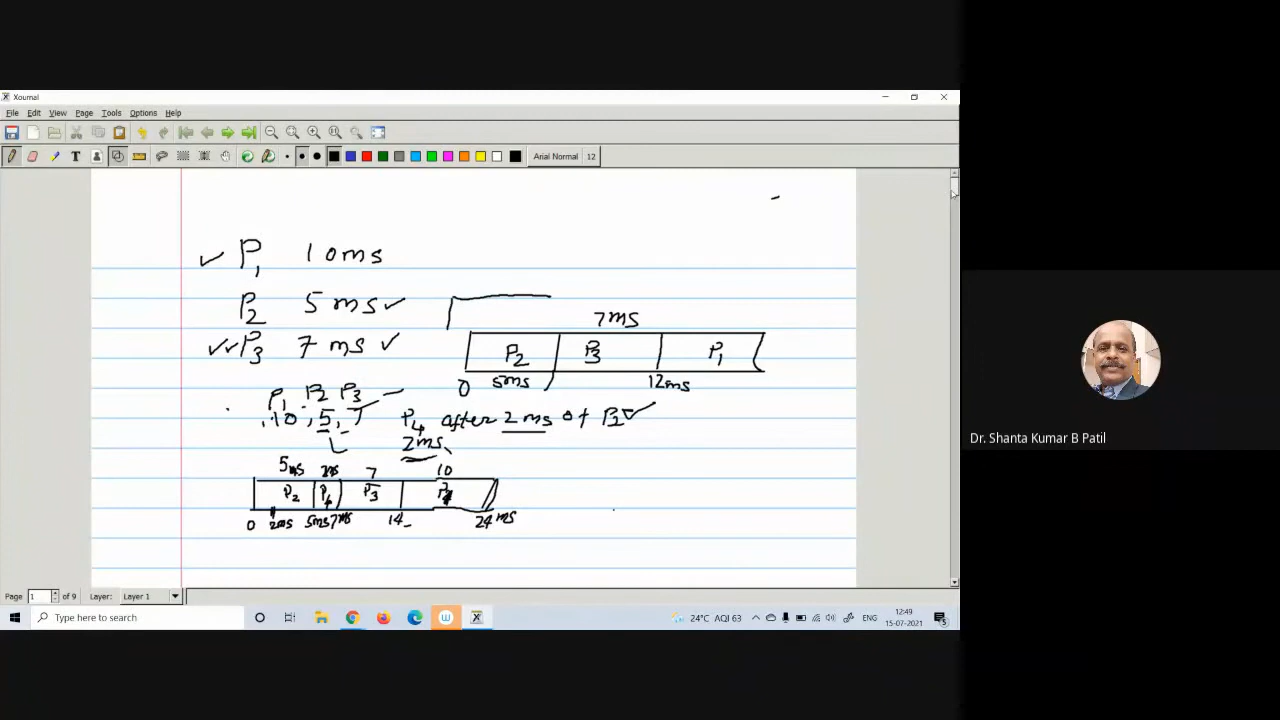 Xournal
File Edit View Page Tools Options Help
Arial Normal 12
P1 10ms
P2 5ms
P3 7ms
7ms
P2 P3 P1
0 5ms 12ms
P1 P2 P3
10, 5, 7 P4 after 2ms of
2ms
5ms 7 10
P2 P4 P3
0 2ms 5ms 7ms 14 24ms
Dr. Shanta Kumar B Patil
Page 1 of 9 Layer: Layer 1
Type here to search
24°C AQI 63
ENG
12:49
15-07-2021
5